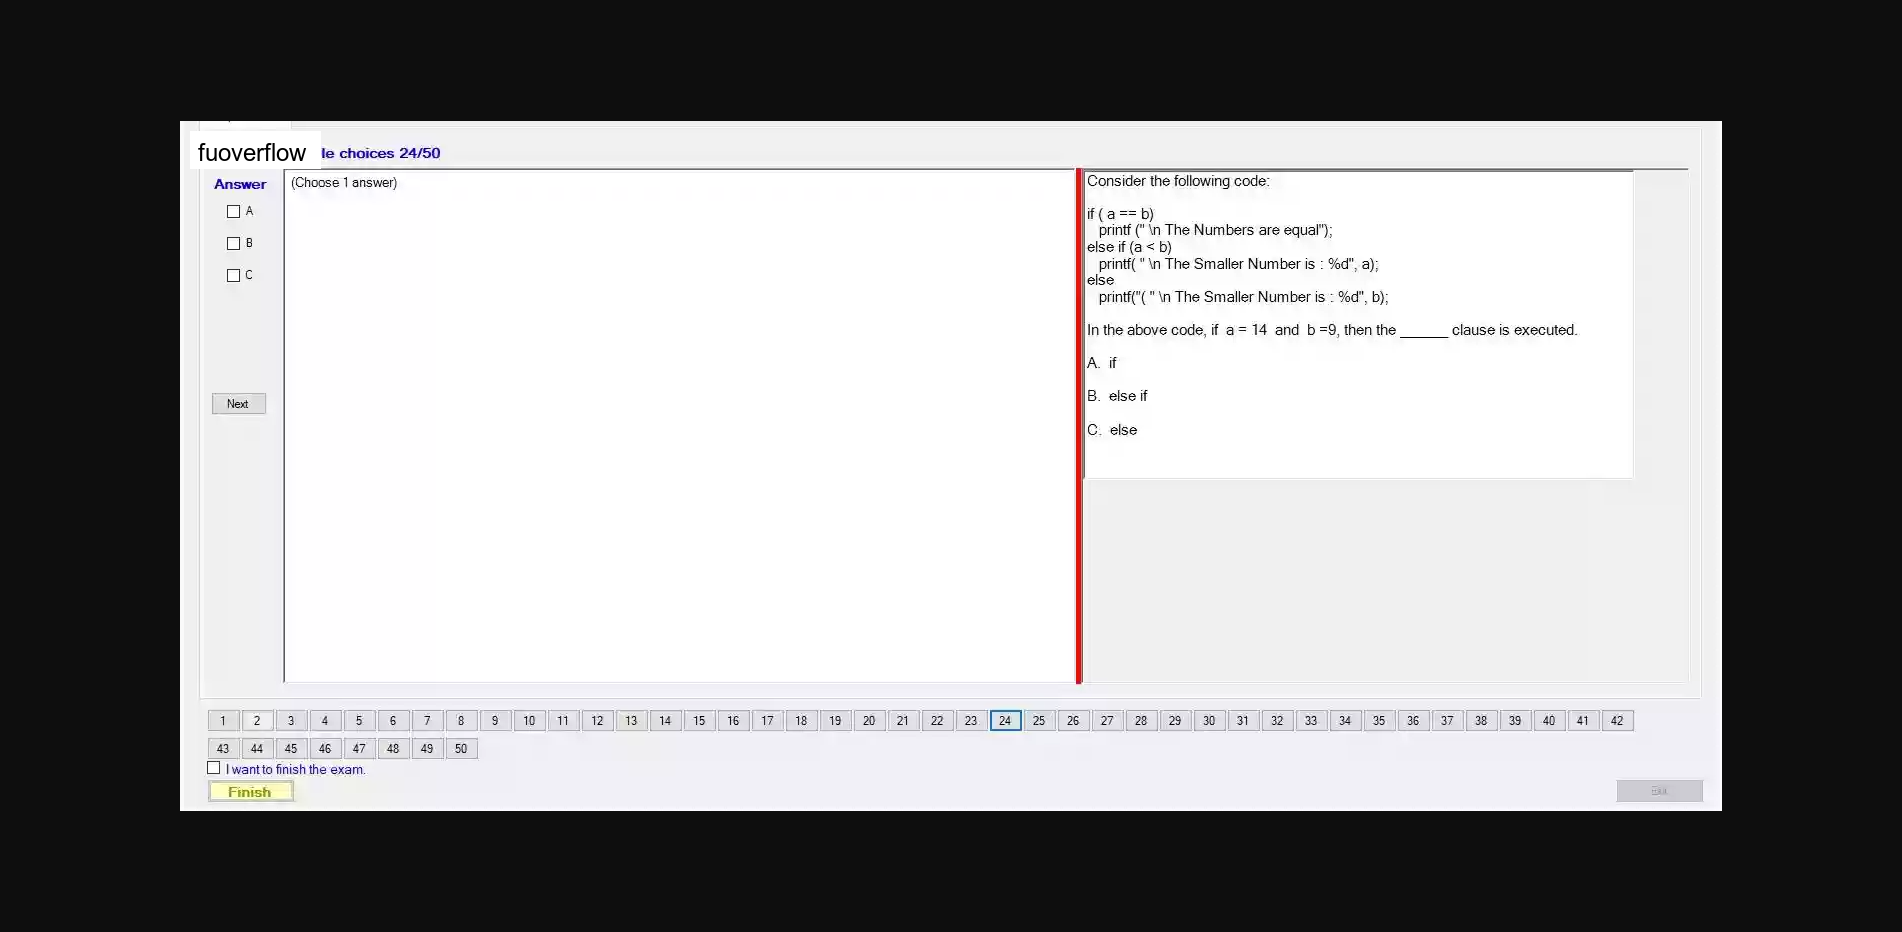 fuoverflow
le choices 24/50
Answer
(Choose 1 answer)
A
B
C
Next
Consider the following code:
if ( a == b)
printf (" \n The Numbers are equal");
else if (a < b)
printf( " \n The Smaller Number is : %d", a);
else
printf("( " \n The Smaller Number is : %d", b);
In the above code, if  a = 14  and  b =9, then the ______ clause is executed.
A.  if
B.  else if
C.  else
1 2 3 4 5 6 7 8 9 10 11 12 13 14 15 16 17 18 19 20 21 22 23 24 25 26 27 28 29 30 31 32 33 34 35 36 37 38 39 40 41 42
43 44 45 46 47 48 49 50
I want to finish the exam.
Finish
Exit